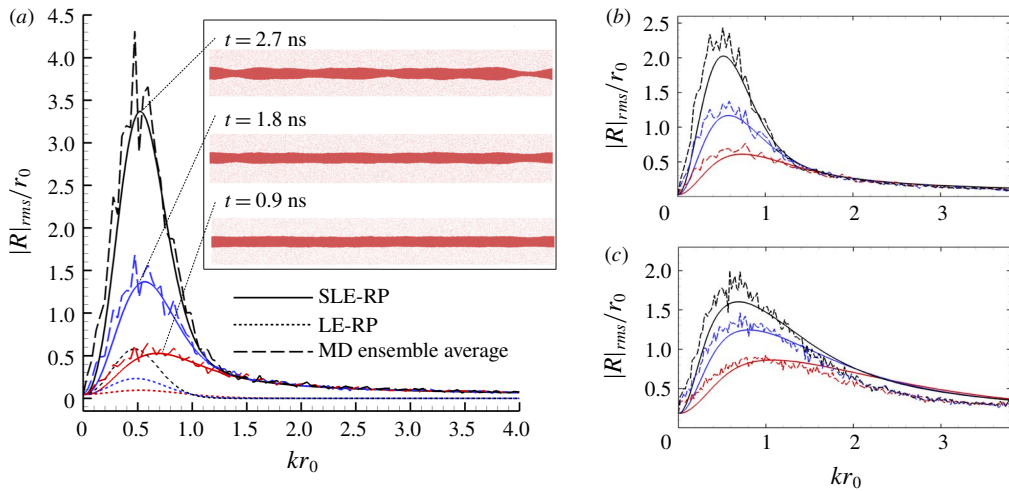 (a)
4.5
4.0
3.5
3.0
2.5
2.0
1.5
1.0
0.5
0
|R|rms/r0
t = 2.7 ns
t = 1.8 ns
t = 0.9 ns
SLE-RP
LE-RP
MD ensemble average
0 0.5 1.0 1.5 2.0 2.5 3.0 3.5 4.0
kr0
(b)
2.5
2.0
1.5
1.0
0.5
|R|rms/r0
0 1 2 3
(c)
2.0
1.5
1.0
0.5
|R|rms/r0
0 1 2 3
kr0